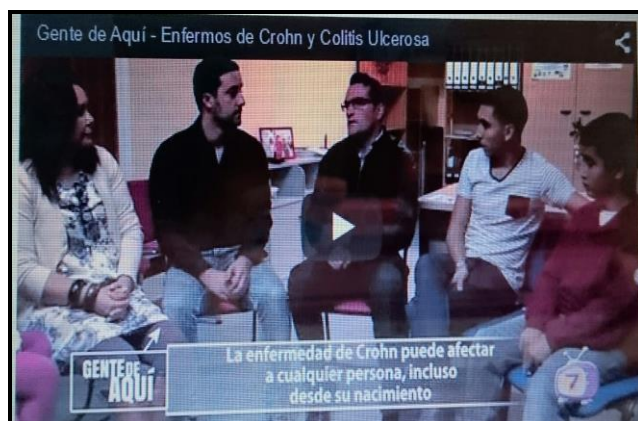 Gente de Aquí - Enfermos de Crohn y Colitis Ulcerosa
La enfermedad de Crohn puede afectar
a cualquier persona, incluso
desde su nacimiento
GENTE DE
AQUÍ
7